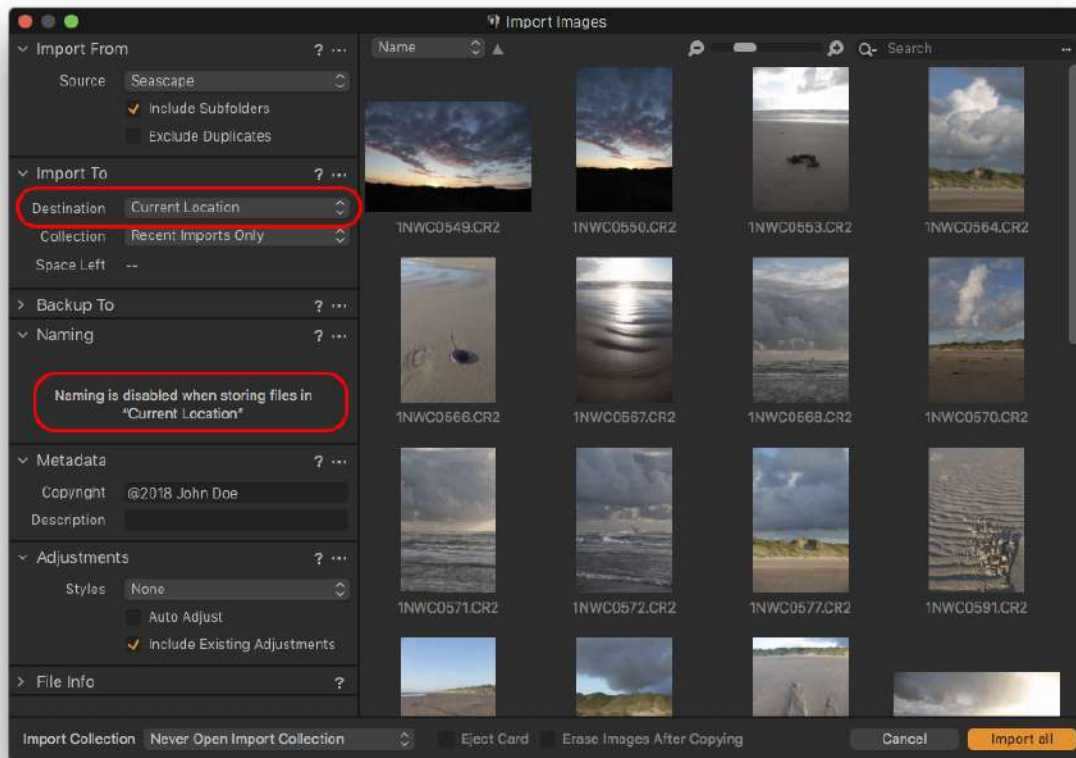 Import Images
Import From ? ...
Source Seascape
Include Subfolders
Exclude Duplicates
Import To ? ...
Destination Current Location
Collection Recent Imports Only
Space Left --
Backup To ? ...
Naming ? ...
Naming is disabled when storing files in
"Current Location"
Metadata ? ...
Copyright @2018 John Doe
Description
Adjustments ? ...
Styles None
Auto Adjust
Include Existing Adjustments
File Info ?
Name
Search
1NWC0549.CR2 1NWC0550.CR2 1NWC0553.CR2 1NWC0564.CR2
1NWC0566.CR2 1NWC0567.CR2 1NWC0568.CR2 1NWC0570.CR2
1NWC0571.CR2 1NWC0572.CR2 1NWC0577.CR2 1NWC0591.CR2
Import Collection Never Open Import Collection Eject Card Erase Images After Copying Cancel Import all